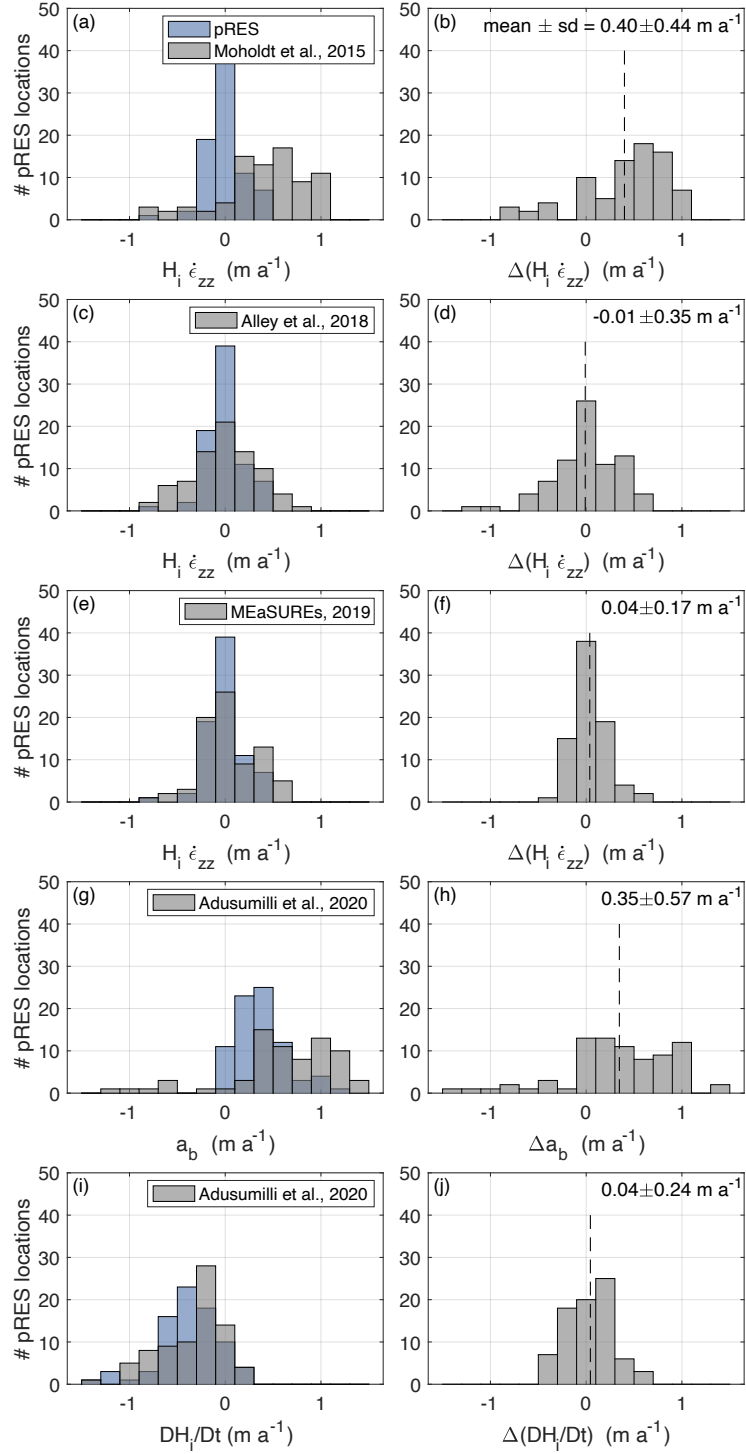 (a)
pRES
Moholdt et al., 2015
50
40
30
20
10
0
# pRES locations
-1 0 1
H_i ε̇_zz (m a⁻¹)
(b)
mean ± sd = 0.40±0.44 m a⁻¹
50
40
30
20
10
0
-1 0 1
Δ(H_i ε̇_zz) (m a⁻¹)
(c)
Alley et al., 2018
50
40
30
20
10
0
# pRES locations
-1 0 1
H_i ε̇_zz (m a⁻¹)
(d)
-0.01±0.35 m a⁻¹
50
40
30
20
10
0
-1 0 1
Δ(H_i ε̇_zz) (m a⁻¹)
(e)
MEaSUREs, 2019
50
40
30
20
10
0
# pRES locations
-1 0 1
H_i ε̇_zz (m a⁻¹)
(f)
0.04±0.17 m a⁻¹
50
40
30
20
10
0
-1 0 1
Δ(H_i ε̇_zz) (m a⁻¹)
(g)
Adusumilli et al., 2020
50
40
30
20
10
0
# pRES locations
-1 0 1
a_b (m a⁻¹)
(h)
0.35±0.57 m a⁻¹
50
40
30
20
10
0
-1 0 1
Δa_b (m a⁻¹)
(i)
Adusumilli et al., 2020
50
40
30
20
10
0
# pRES locations
-1 0 1
DH_i/Dt (m a⁻¹)
(j)
0.04±0.24 m a⁻¹
50
40
30
20
10
0
-1 0 1
Δ(DH_i/Dt) (m a⁻¹)